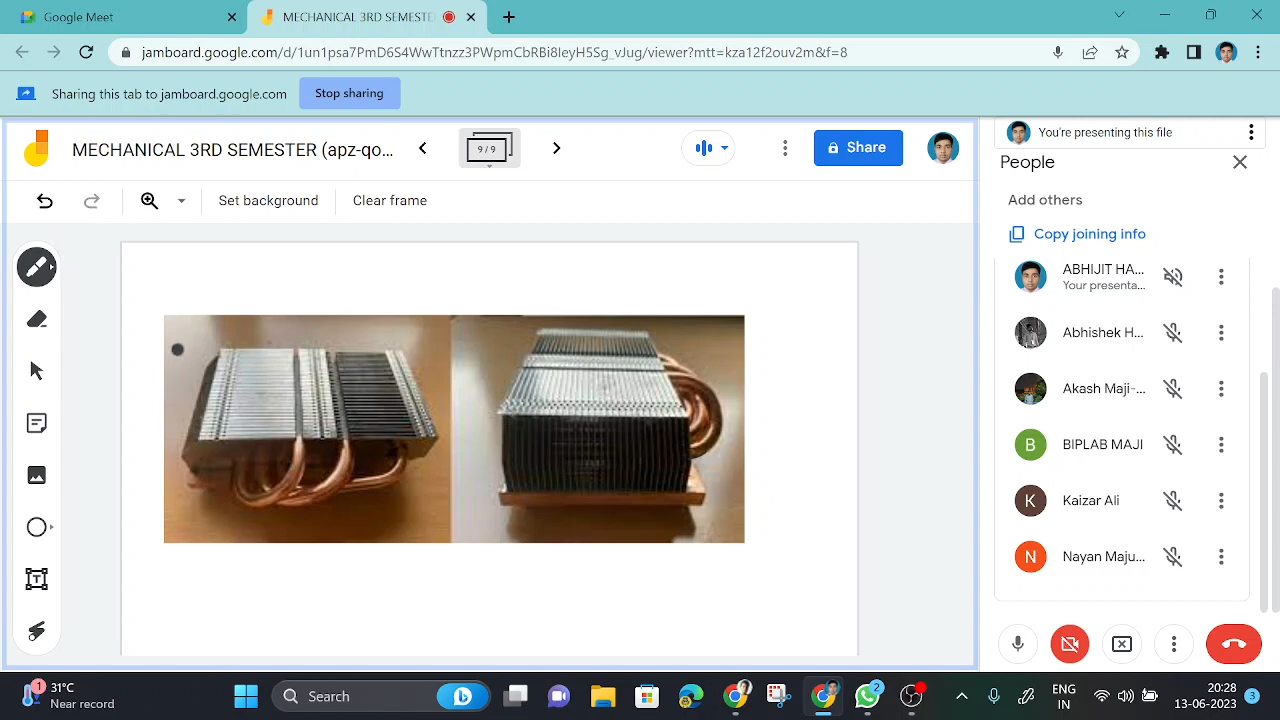 Google Meet
MECHANICAL 3RD SEMESTE
jamboard.google.com/d/1un1psa7PmD6S4WwTtnzz3PWpmCbRBi8leyH5Sg_vJug/viewer?mtt=kza12f2ouv2m&f=8
Sharing this tab to jamboard.google.com
Stop sharing
MECHANICAL 3RD SEMESTER (apz-qo...
9 / 9
Share
Set background
Clear frame
You're presenting this file
People
Add others
Copy joining info
ABHIJIT HA...
Your presenta...
Abhishek H...
Akash Maji-...
B
BIPLAB MAJI
K
Kaizar Ali
N
Nayan Maju...
1
31°C
Near record
Search
2
ENG
IN
20:28
13-06-2023
3